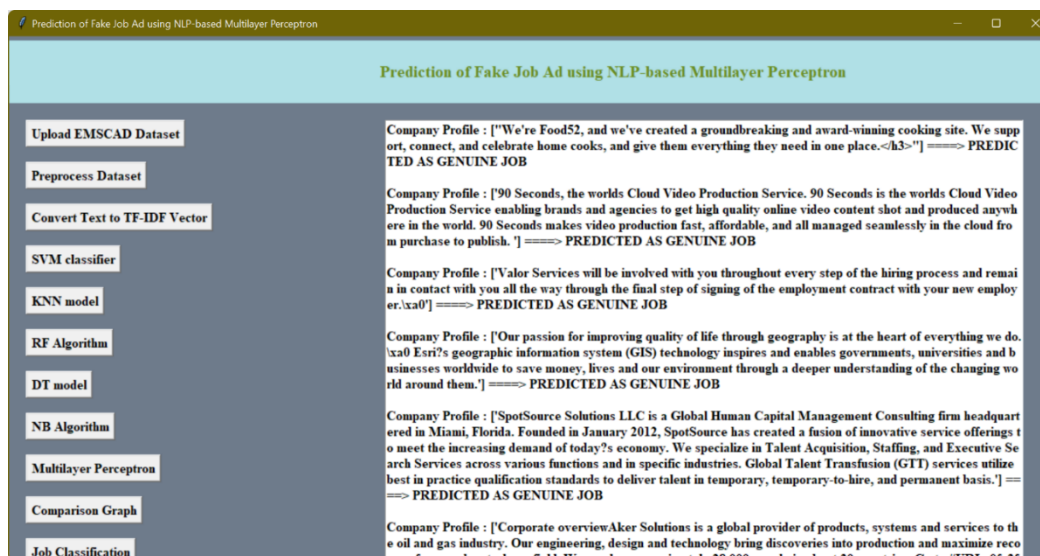 Prediction of Fake Job Ad using NLP-based Multilayer Perceptron
Prediction of Fake Job Ad using NLP-based Multilayer Perceptron
Upload EMSCAD Dataset
Preprocess Dataset
Convert Text to TF-IDF Vector
SVM classifier
KNN model
RF Algorithm
DT model
NB Algorithm
Multilayer Perceptron
Comparison Graph
Job Classification
Company Profile : ["We're Food52, and we've created a groundbreaking and award-winning cooking site. We supp
ort, connect, and celebrate home cooks, and give them everything they need in one place.</h3>"] ====> PREDIC
TED AS GENUINE JOB
Company Profile : ['90 Seconds, the worlds Cloud Video Production Service. 90 Seconds is the worlds Cloud Video
Production Service enabling brands and agencies to get high quality online video content shot and produced anywh
ere in the world. 90 Seconds makes video production fast, affordable, and all managed seamlessly in the cloud fro
m purchase to publish. '] ====> PREDICTED AS GENUINE JOB
Company Profile : ['Valor Services will be involved with you throughout every step of the hiring process and remai
n in contact with you all the way through the final step of signing of the employment contract with your new employ
er.\xa0'] ====> PREDICTED AS GENUINE JOB
Company Profile : ['Our passion for improving quality of life through geography is at the heart of everything we do.
\xa0 Esri?s geographic information system (GIS) technology inspires and enables governments, universities and b
usinesses worldwide to save money, lives and our environment through a deeper understanding of the changing wo
rld around them.'] ====> PREDICTED AS GENUINE JOB
Company Profile : ['SpotSource Solutions LLC is a Global Human Capital Management Consulting firm headquart
ered in Miami, Florida. Founded in January 2012, SpotSource has created a fusion of innovative service offerings t
o meet the increasing demand of today?s economy. We specialize in Talent Acquisition, Staffing, and Executive Se
arch Services across various functions and in specific industries. Global Talent Transfusion (GTT) services utilize
best in practice qualification standards to deliver talent in temporary, temporary-to-hire, and permanent basis.'] ==
==> PREDICTED AS GENUINE JOB
Company Profile : ['Corporate overviewAker Solutions is a global provider of products, systems and services to th
e oil and gas industry. Our engineering, design and technology bring discoveries into production and maximize reco